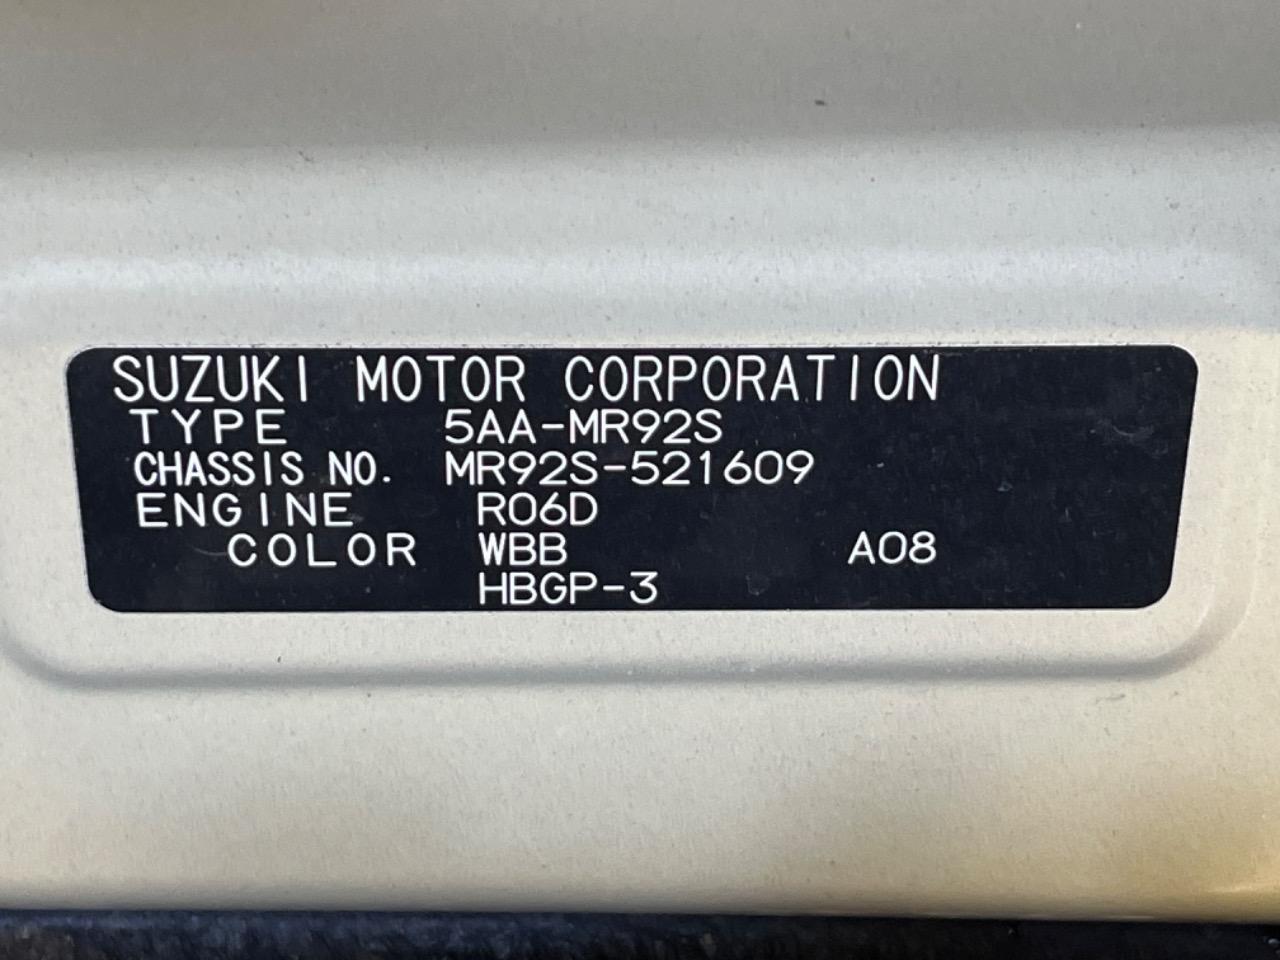 SUZUKI MOTOR CORPORATION
TYPE 5AA-MR92S
CHASSIS NO. MR92S-521609
ENGINE R06D
COLOR WBB A08
HBGP-3